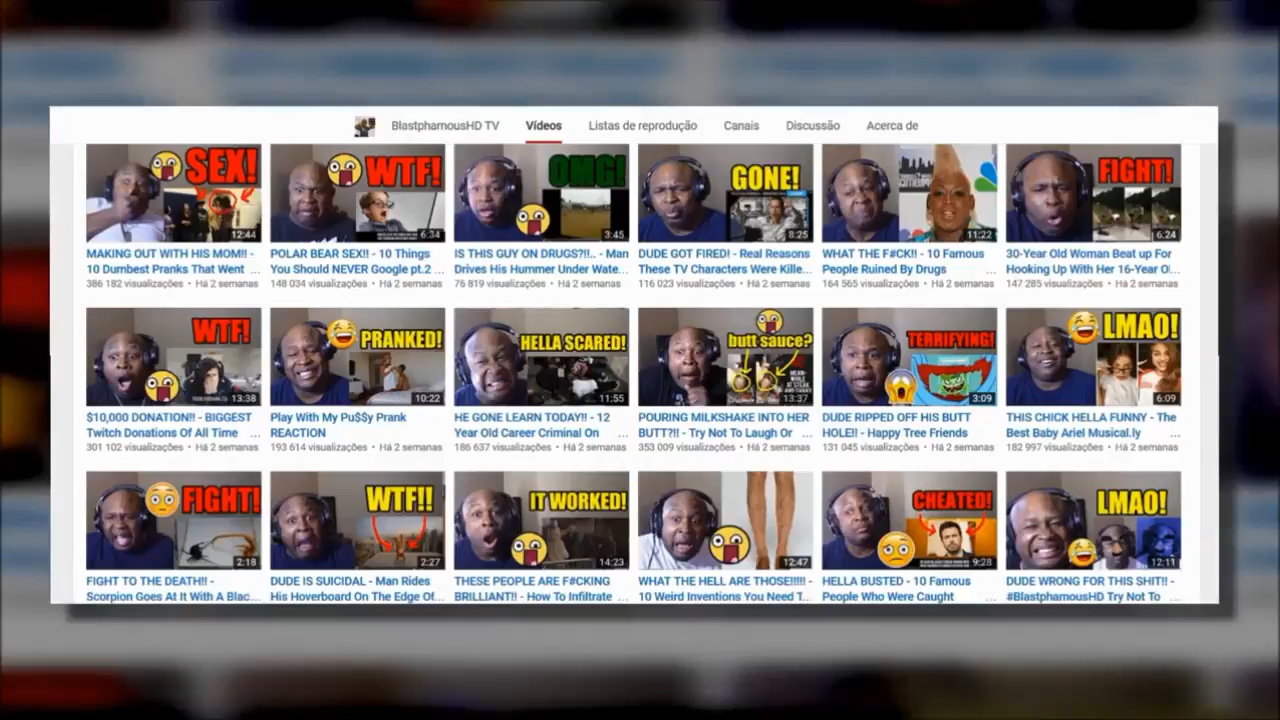 BlastphamousHD TV Vídeos Listas de reprodução Canais Discussão Acerca de
SEX! WTF! OMG! GONE! FIGHT!
12:44 6:34 3:45 8:25 11:22 6:24
MAKING OUT WITH HIS MOM!! - POLAR BEAR SEX!! - 10 Things IS THIS GUY ON DRUGS?!!.. - Man DUDE GOT FIRED! - Real Reasons WHAT THE F#CK!! - 10 Famous 30-Year Old Woman Beat up For
10 Dumbest Pranks That Went ... You Should NEVER Google pt.2 ... Drives His Hummer Under Wate... These TV Characters Were Kille... People Ruined By Drugs ... Hooking Up With Her 16-Year O...
386 182 visualizações • Há 2 semanas 148 034 visualizações • Há 2 semanas 76 819 visualizações • Há 2 semanas 116 023 visualizações • Há 2 semanas 164 565 visualizações • Há 2 semanas 147 285 visualizações • Há 2 semanas
WTF! PRANKED! HELLA SCARED! butt sauce? TERRIFYING! LMAO!
13:38 10:22 11:55 13:37 3:09 6:09
$10,000 DONATION!! - BIGGEST Play With My Pu$$y Prank HE GONE LEARN TODAY!! - 12 POURING MILKSHAKE INTO HER DUDE RIPPED OFF HIS BUTT THIS CHICK HELLA FUNNY - The
Twitch Donations Of All Time ... REACTION Year Old Career Criminal On ... BUTT?!! - Try Not To Laugh Or ... HOLE!! - Happy Tree Friends Best Baby Ariel Musical.ly ...
301 102 visualizações • Há 2 semanas 193 614 visualizações • Há 2 semanas 186 637 visualizações • Há 2 semanas 353 009 visualizações • Há 2 semanas 131 045 visualizações • Há 2 semanas 182 997 visualizações • Há 2 semanas
FIGHT! WTF!! IT WORKED! CHEATED! LMAO!
2:18 2:27 14:23 12:47 9:28 12:11
FIGHT TO THE DEATH!! - DUDE IS SUICIDAL - Man Rides THESE PEOPLE ARE F#CKING WHAT THE HELL ARE THOSE!!!!! - HELLA BUSTED - 10 Famous DUDE WRONG FOR THIS SHIT!! -
Scorpion Goes At It With A Blac... His Hoverboard On The Edge Of... BRILLIANT!! - How To Infiltrate ... 10 Weird Inventions You Need T... People Who Were Caught ... #BlastphamousHD Try Not To ...